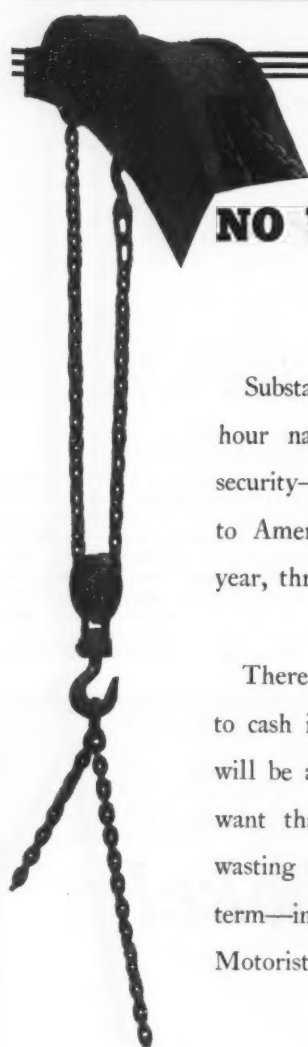 NO
Substa
hour na
security—
to Amer
year, thr
There
to cash i
will be a
want tha
wasting
term—in
Motorist